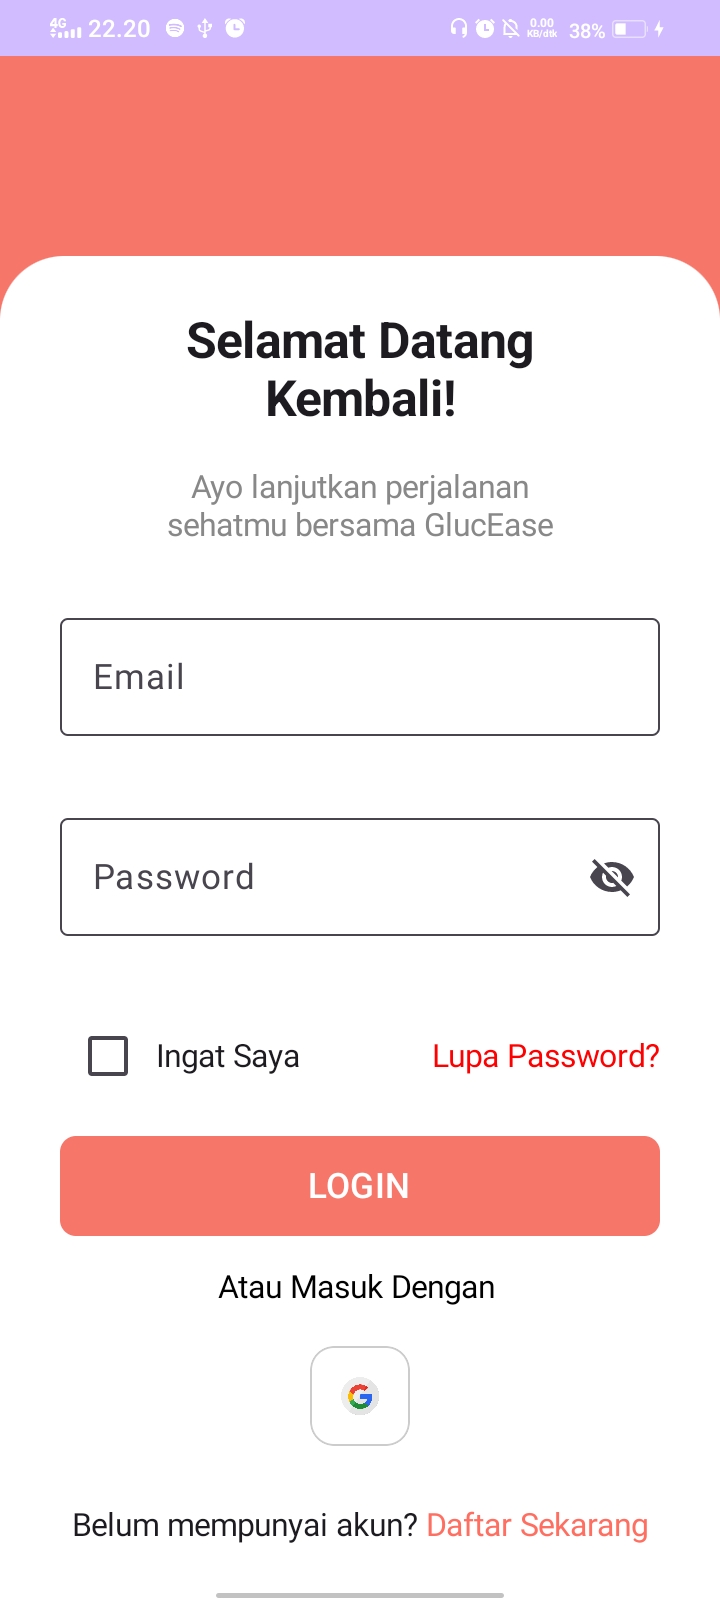 4G 22.20 0.00 KB/dtk 38%
Selamat Datang
Kembali!
Ayo lanjutkan perjalanan
sehatmu bersama GlucEase
Email
Password
Ingat Saya Lupa Password?
LOGIN
Atau Masuk Dengan
G
Belum mempunyai akun? Daftar Sekarang